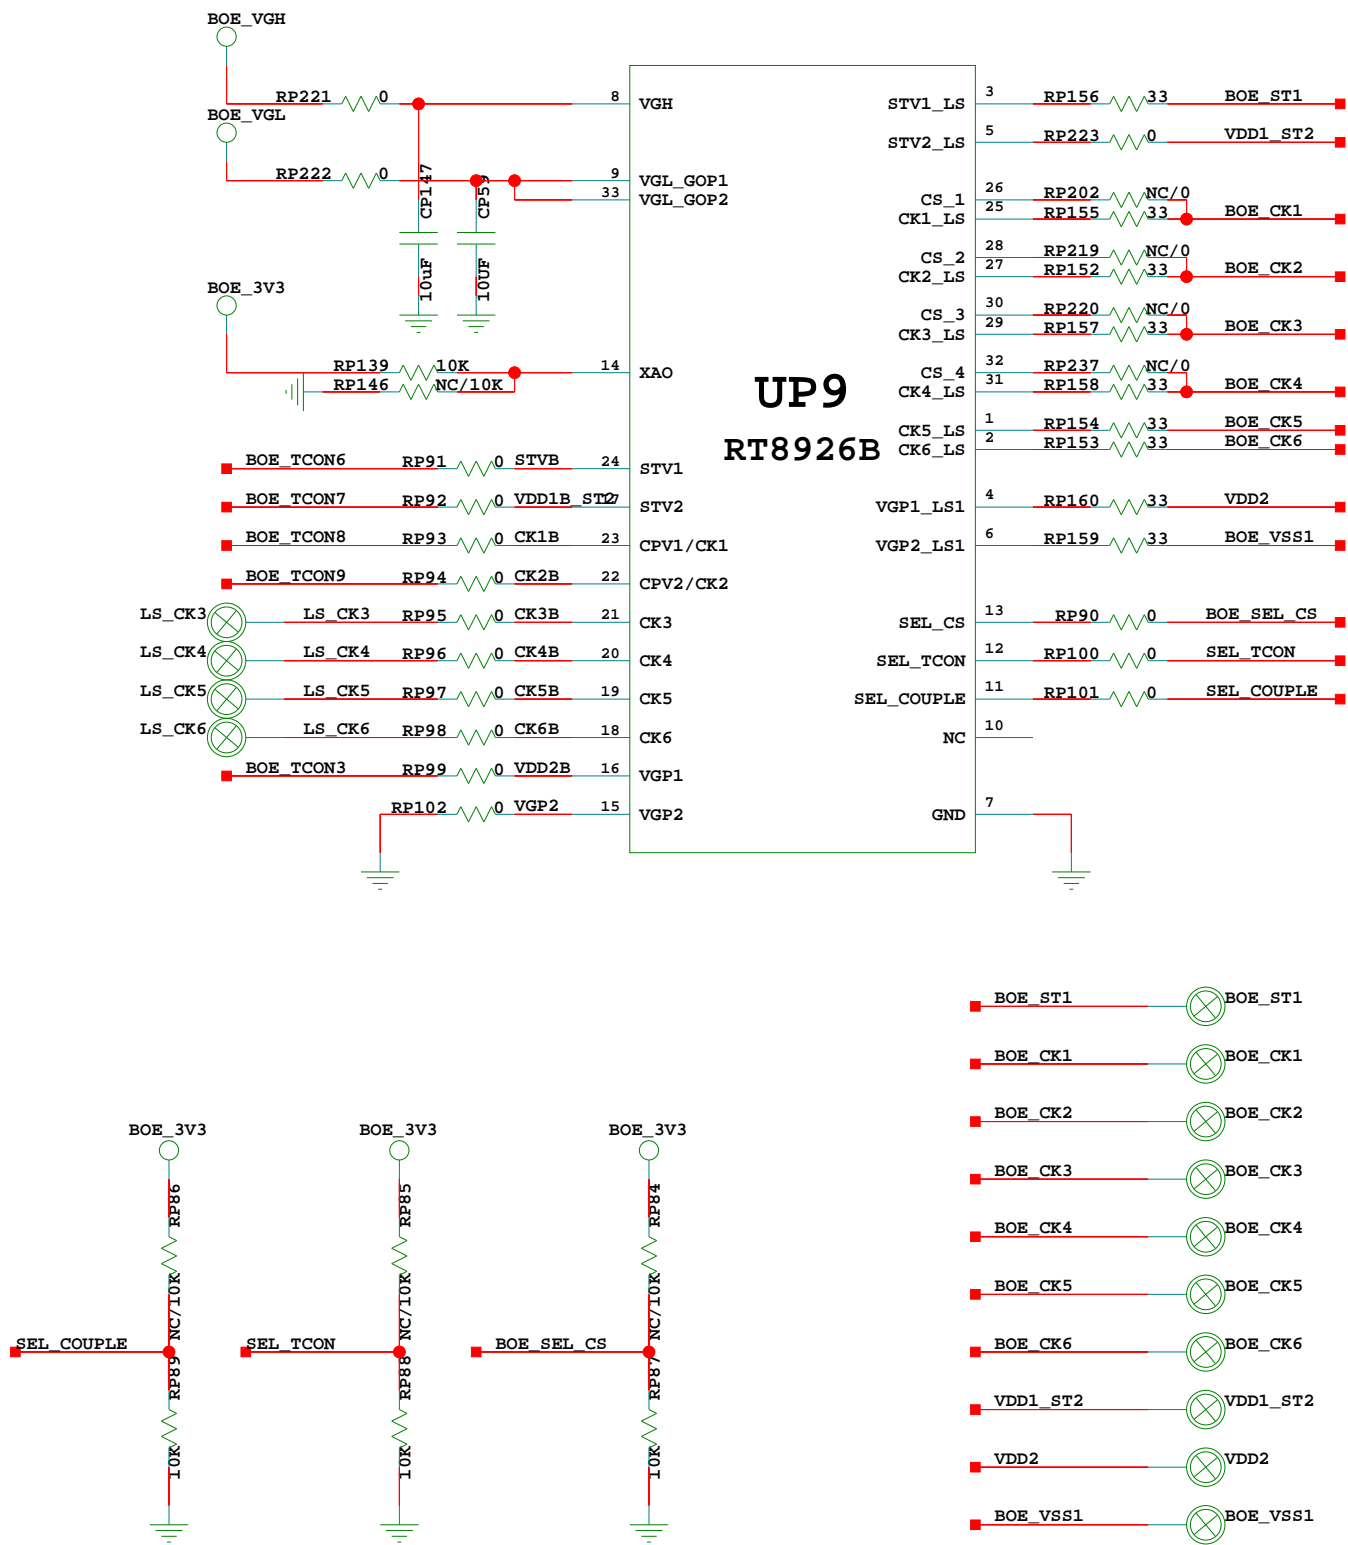 BOE_VGH
RP221 0 8 VGH
BOE_VGL
RP222 0 9 VGL_GOP1
33 VGL_GOP2
CP147 10uF
CP59 10UF
BOE_3V3
RP139 10K 14 XAO
RP146 NC/10K
BOE_TCON6 RP91 0 STVB 24 STV1
BOE_TCON7 RP92 0 VDD1B_ST2 17 STV2
BOE_TCON8 RP93 0 CK1B 23 CPV1/CK1
BOE_TCON9 RP94 0 CK2B 22 CPV2/CK2
LS_CK3 LS_CK3 RP95 0 CK3B 21 CK3
LS_CK4 LS_CK4 RP96 0 CK4B 20 CK4
LS_CK5 LS_CK5 RP97 0 CK5B 19 CK5
LS_CK6 LS_CK6 RP98 0 CK6B 18 CK6
BOE_TCON3 RP99 0 VDD2B 16 VGP1
RP102 0 VGP2 15 VGP2
UP9
RT8926B
STV1_LS 3 RP156 33 BOE_ST1
STV2_LS 5 RP223 0 VDD1_ST2
CS_1 26 RP202 NC/0
CK1_LS 25 RP155 33 BOE_CK1
CS_2 28 RP219 NC/0
CK2_LS 27 RP152 33 BOE_CK2
CS_3 30 RP220 NC/0
CK3_LS 29 RP157 33 BOE_CK3
CS_4 32 RP237 NC/0
CK4_LS 31 RP158 33 BOE_CK4
CK5_LS 1 RP154 33 BOE_CK5
CK6_LS 2 RP153 33 BOE_CK6
VGP1_LS1 4 RP160 33 VDD2
VGP2_LS1 6 RP159 33 BOE_VSS1
SEL_CS 13 RP90 0 BOE_SEL_CS
SEL_TCON 12 RP100 0 SEL_TCON
SEL_COUPLE 11 RP101 0 SEL_COUPLE
NC 10
GND 7
BOE_3V3
RP86 NC/10K
SEL_COUPLE
RP89 10K
BOE_3V3
RP85 NC/10K
SEL_TCON
RP88 10K
BOE_3V3
RP84 NC/10K
BOE_SEL_CS
RP87 10K
BOE_ST1 BOE_ST1
BOE_CK1 BOE_CK1
BOE_CK2 BOE_CK2
BOE_CK3 BOE_CK3
BOE_CK4 BOE_CK4
BOE_CK5 BOE_CK5
BOE_CK6 BOE_CK6
VDD1_ST2 VDD1_ST2
VDD2 VDD2
BOE_VSS1 BOE_VSS1